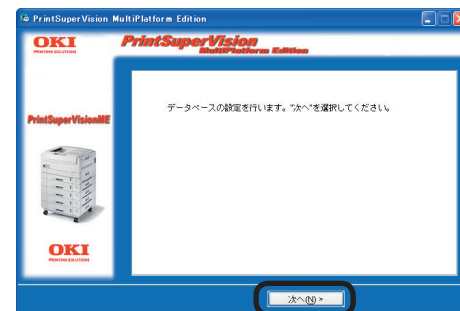 PrintSuperVision MultiPlatform Edition
OKI
PRINTING SOLUTIONS
PrintSuperVision
MultiPlatform Edition
データベースの設定を行います。"次へ"を選択してください。
PrintSuperVisionME
OKI
PRINTING SOLUTIONS
次へ(N) >